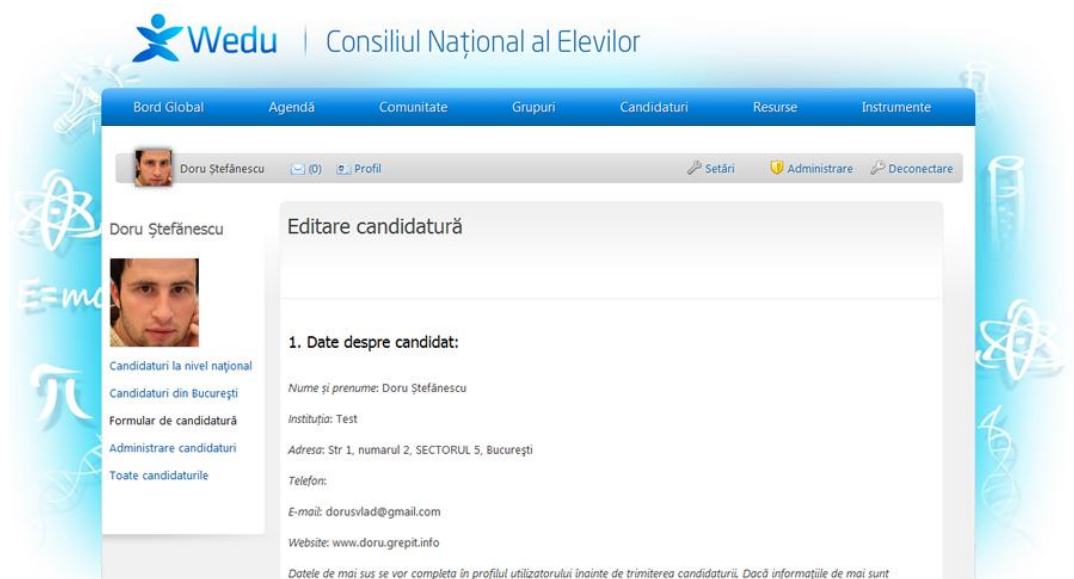 Wedu | Consiliul Național al Elevilor
Bord Global Agendă Comunitate Grupuri Candidaturi Resurse Instrumente
Doru Ștefănescu (0) Profil Setări Administrare Deconectare
Doru Ștefănescu
Candidaturi la nivel național
Candidaturi din București
Formular de candidatură
Administrare candidaturi
Toate candidaturile
Editare candidatură
1. Date despre candidat:
Nume și prenume: Doru Ștefănescu
Instituția: Test
Adresa: Str 1, numarul 2, SECTORUL 5, București
Telefon:
E-mail: dorusvlad@gmail.com
Website: www.doru.grepit.info
Datele de mai sus se vor completa în profilul utilizatorului înainte de trimiterea candidaturii. Dacă informațiile de mai sunt
E=mc
π